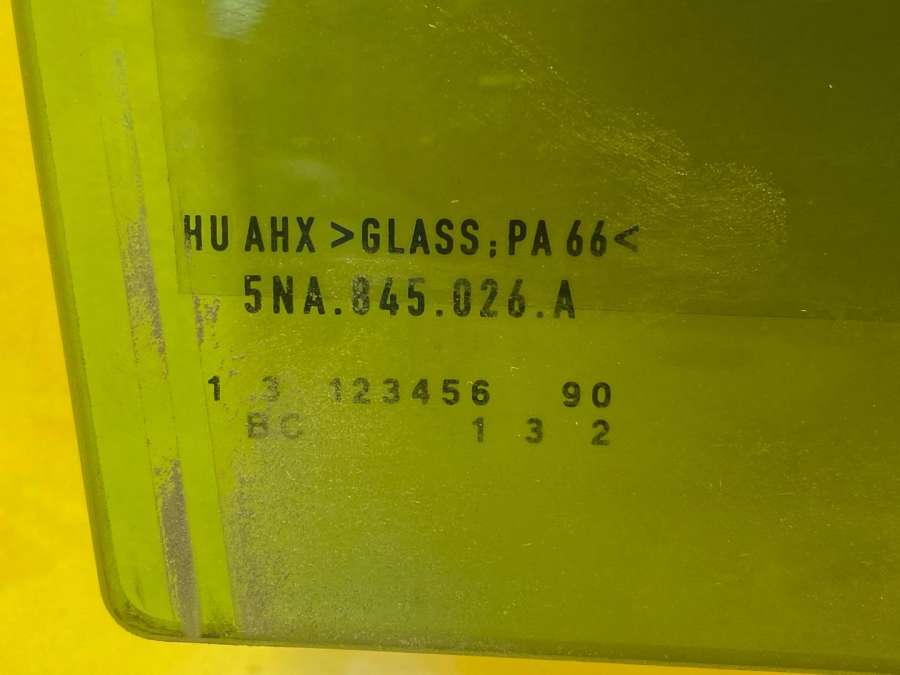 HU AHX >GLASS;PA 66<
5NA.845.026.A
1 3 123456 90
BC 1 3 2